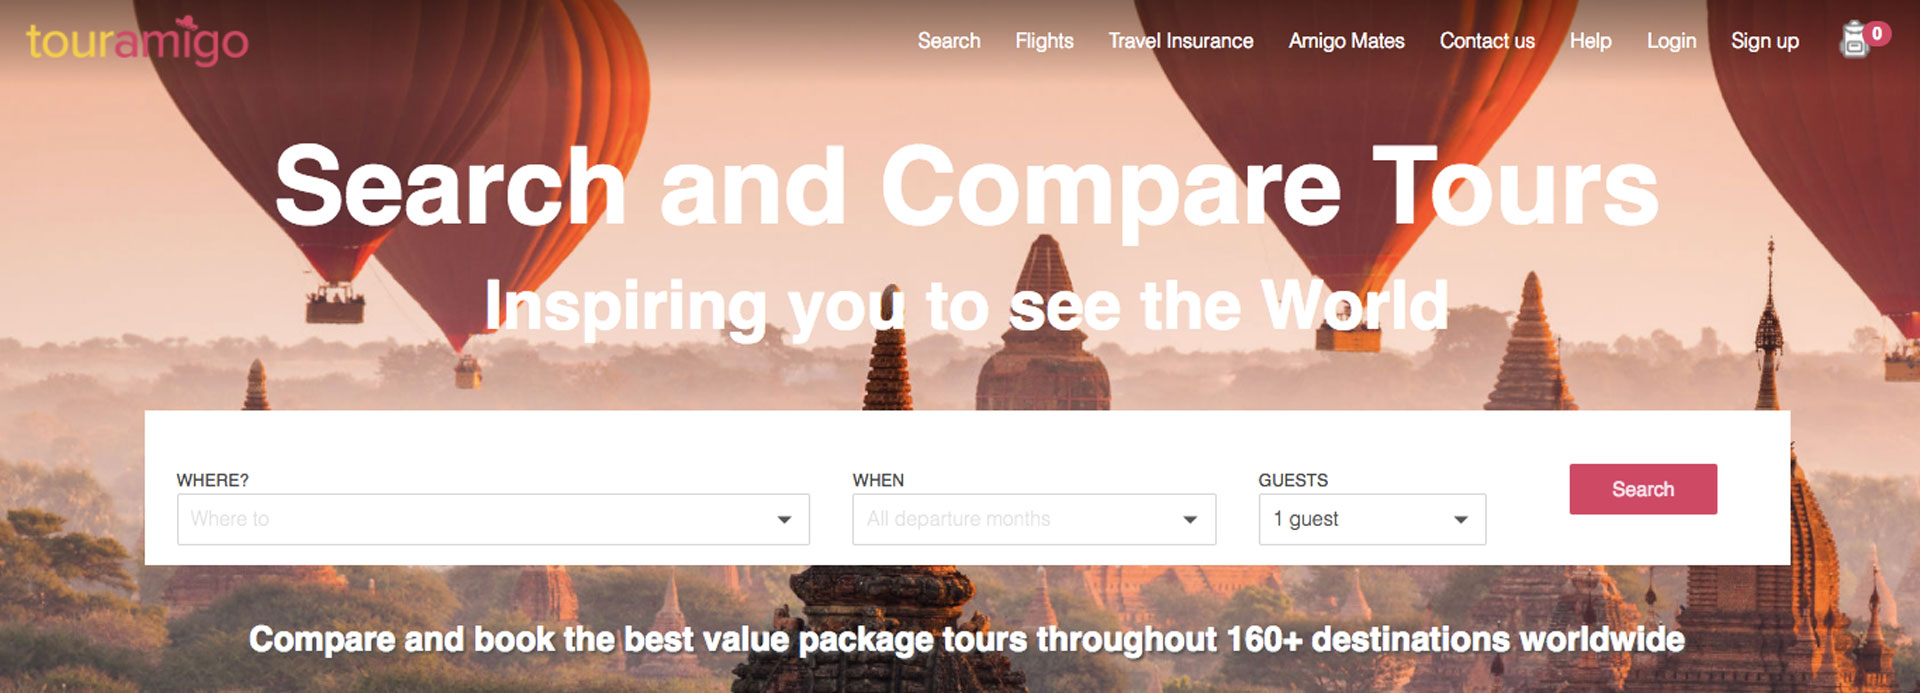 touramigo
Search Flights Travel Insurance Amigo Mates Contact us Help Login Sign up 0
Search and Compare Tours
Inspiring you to see the World
WHERE? WHEN GUESTS
Where to All departure months 1 guest Search
Compare and book the best value package tours throughout 160+ destinations worldwide